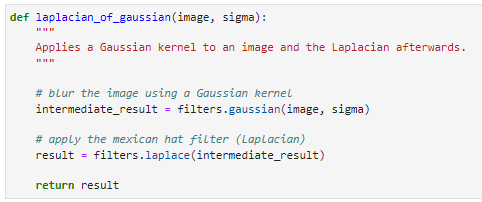 def laplacian_of_gaussian(image, sigma):
    """
    Applies a Gaussian kernel to an image and the Laplacian afterwards.
    """
    # blur the image using a Gaussian kernel
    intermediate_result = filters.gaussian(image, sigma)
    # apply the mexican hat filter (Laplacian)
    result = filters.laplace(intermediate_result)
    return result